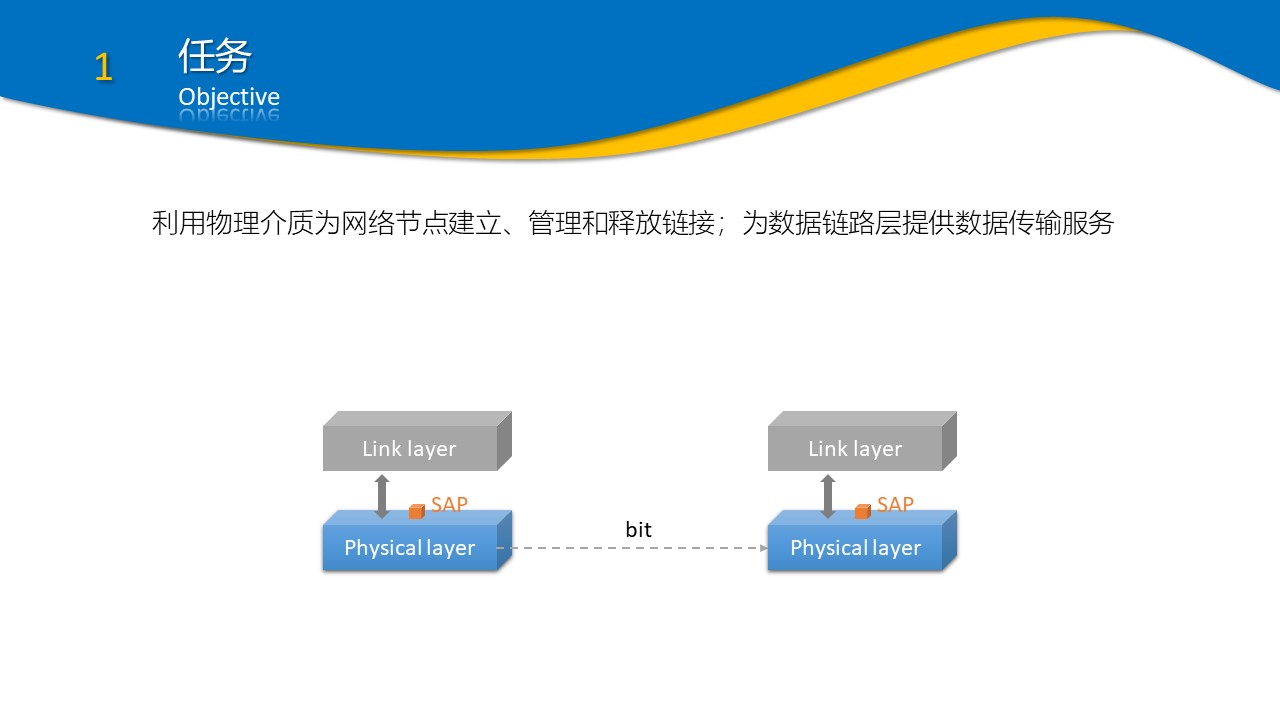 1
任务
Objective
利用物理介质为网络节点建立、管理和释放链接；为数据链路层提供数据传输服务
Link layer
Link layer
SAP
SAP
bit
Physical layer
Physical layer